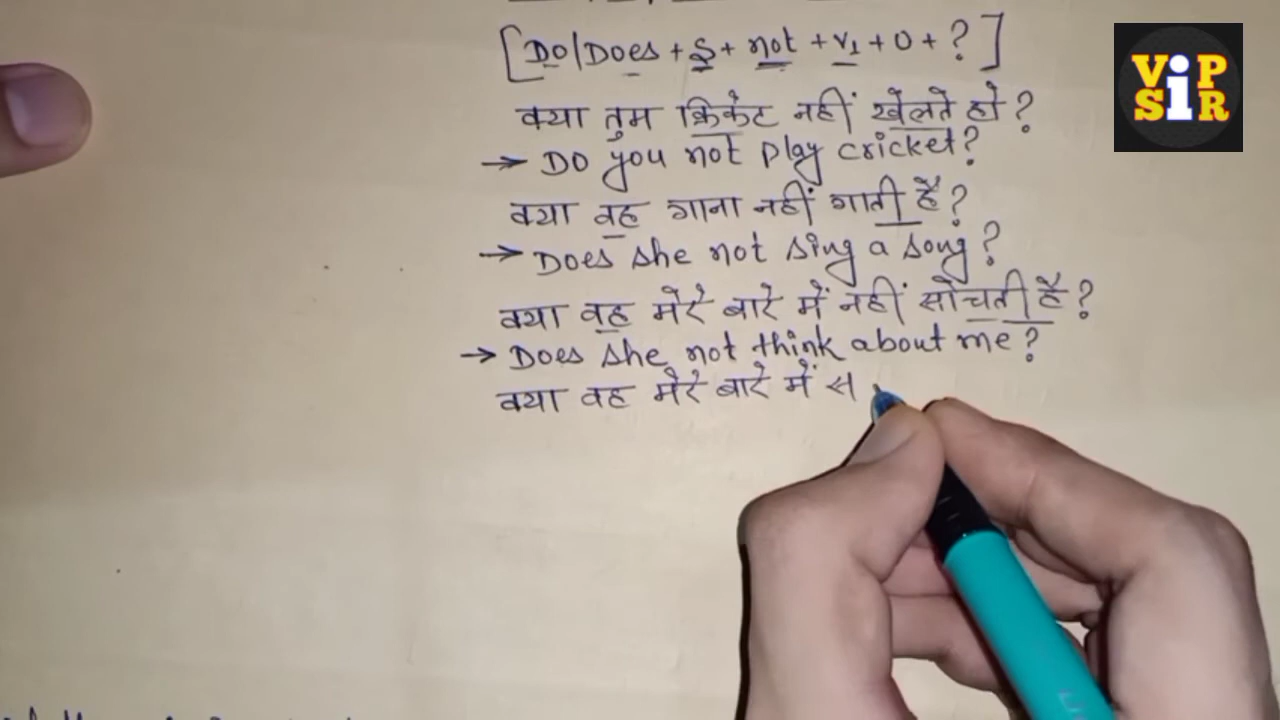 [Do/Does + S + not + V1 + O + ?]
क्या तुम क्रिकेट नहीं खेलते हो?
→ Do you not play cricket?
क्या वह गाना नहीं गाती है?
→ Does she not sing a song?
क्या वह मेरे बारे में नहीं सोचती है?
→ Does she not think about me?
क्या वह मेरे बारे में स
ViP
SiR